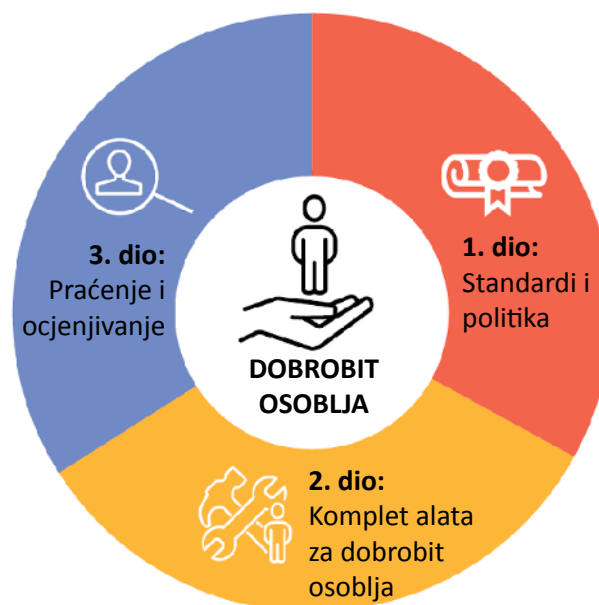 1. dio:
Standardi i
politika
2. dio:
Komplet alata
za dobrobit
osoblja
3. dio:
Praćenje i
ocjenjivanje
DOBROBIT
OSOBLJA